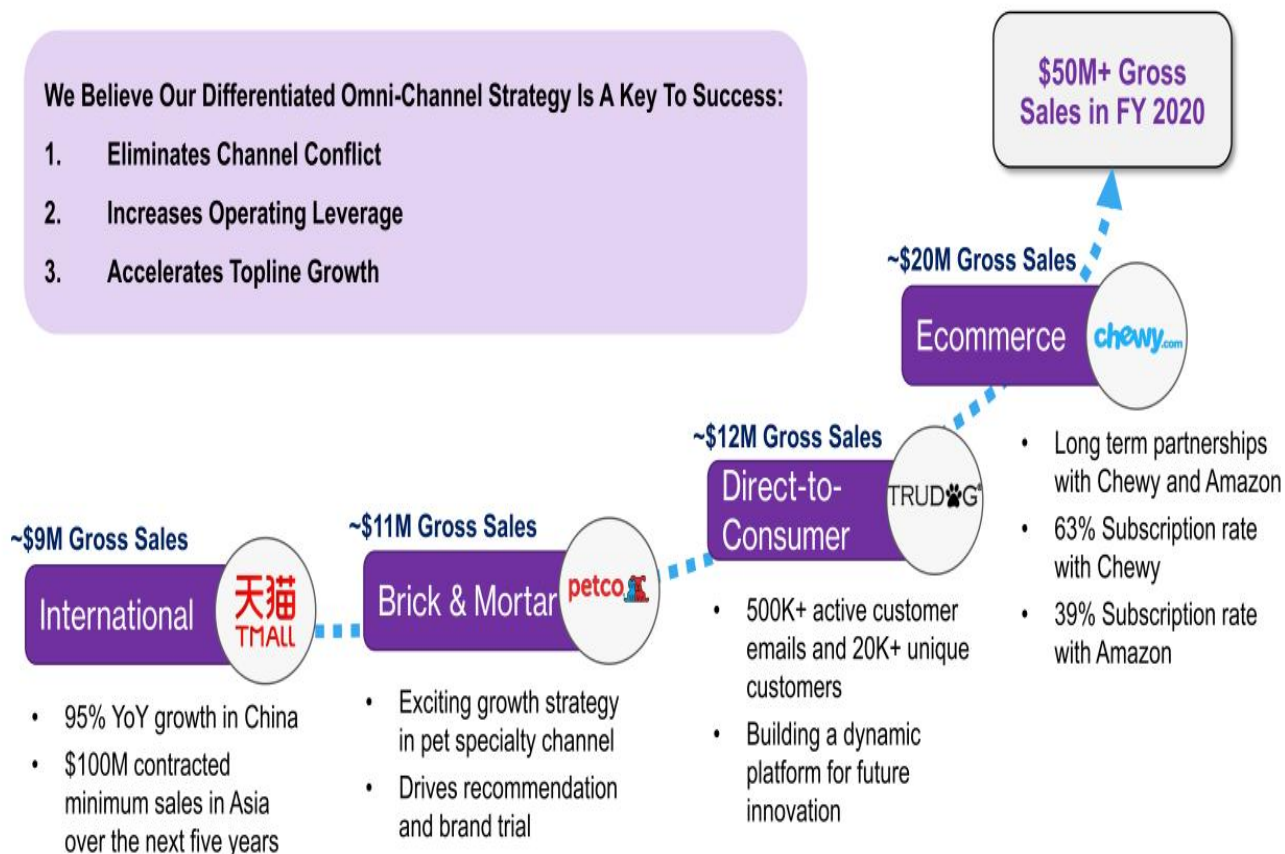 We Believe Our Differentiated Omni-Channel Strategy Is A Key To Success:
1. Eliminates Channel Conflict
2. Increases Operating Leverage
3. Accelerates Topline Growth
$50M+ Gross
Sales in FY 2020
~$20M Gross Sales
Ecommerce
chewy.com
• Long term partnerships
with Chewy and Amazon
• 63% Subscription rate
with Chewy
• 39% Subscription rate
with Amazon
~$12M Gross Sales
Direct-to-
Consumer
TRUDOG®
• 500K+ active customer
emails and 20K+ unique
customers
• Building a dynamic
platform for future
innovation
~$11M Gross Sales
Brick & Mortar
petco
• Exciting growth strategy
in pet specialty channel
• Drives recommendation
and brand trial
~$9M Gross Sales
International
天猫
TMALL
• 95% YoY growth in China
• $100M contracted
minimum sales in Asia
over the next five years